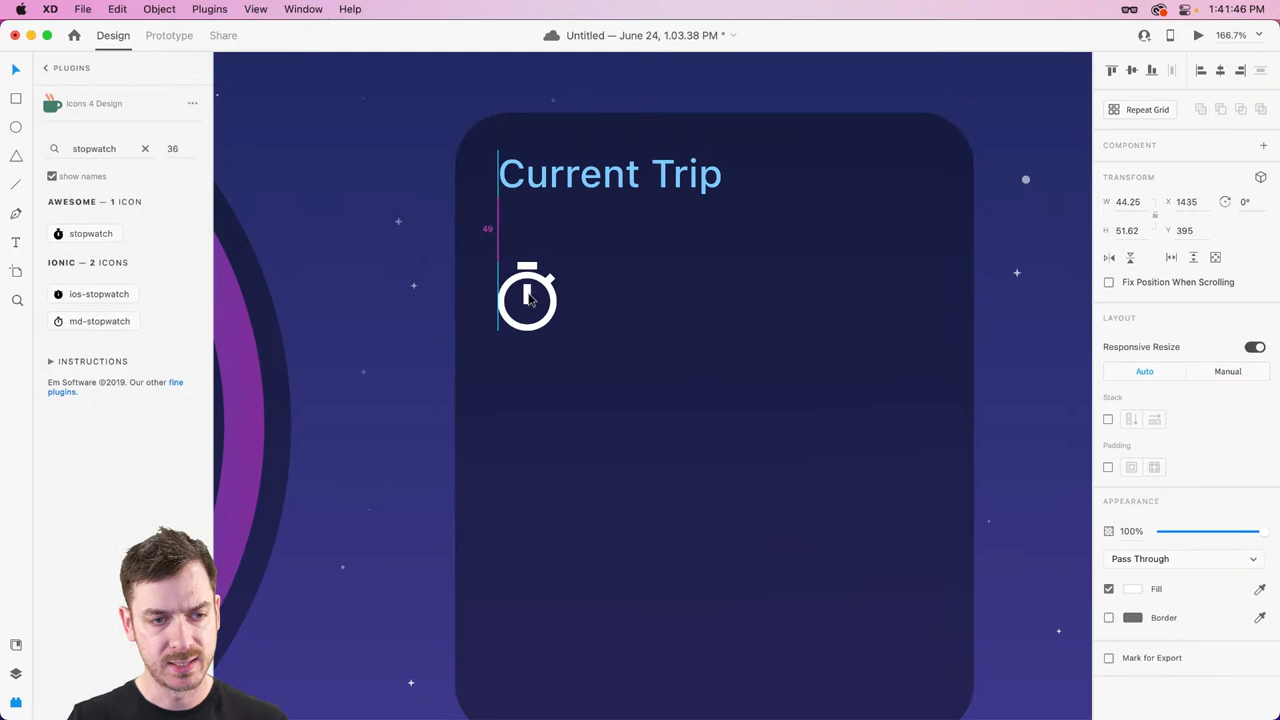 XD File Edit Object Plugins View Window Help 1:41:46 PM
Design Prototype Share Untitled — June 24, 1.03.38 PM * 166.7%
PLUGINS
Icons 4 Design
stopwatch 36
show names
AWESOME — 1 ICON
stopwatch
IONIC — 2 ICONS
ios-stopwatch
md-stopwatch
INSTRUCTIONS
Em Software ©2019. Our other fine
plugins.
Current Trip
49
Repeat Grid
COMPONENT
TRANSFORM
W 44.25 X 1435 0°
H 51.62 Y 395
Fix Position When Scrolling
LAYOUT
Responsive Resize
Auto Manual
Stack
Padding
APPEARANCE
100%
Pass Through
Fill
Border
Mark for Export